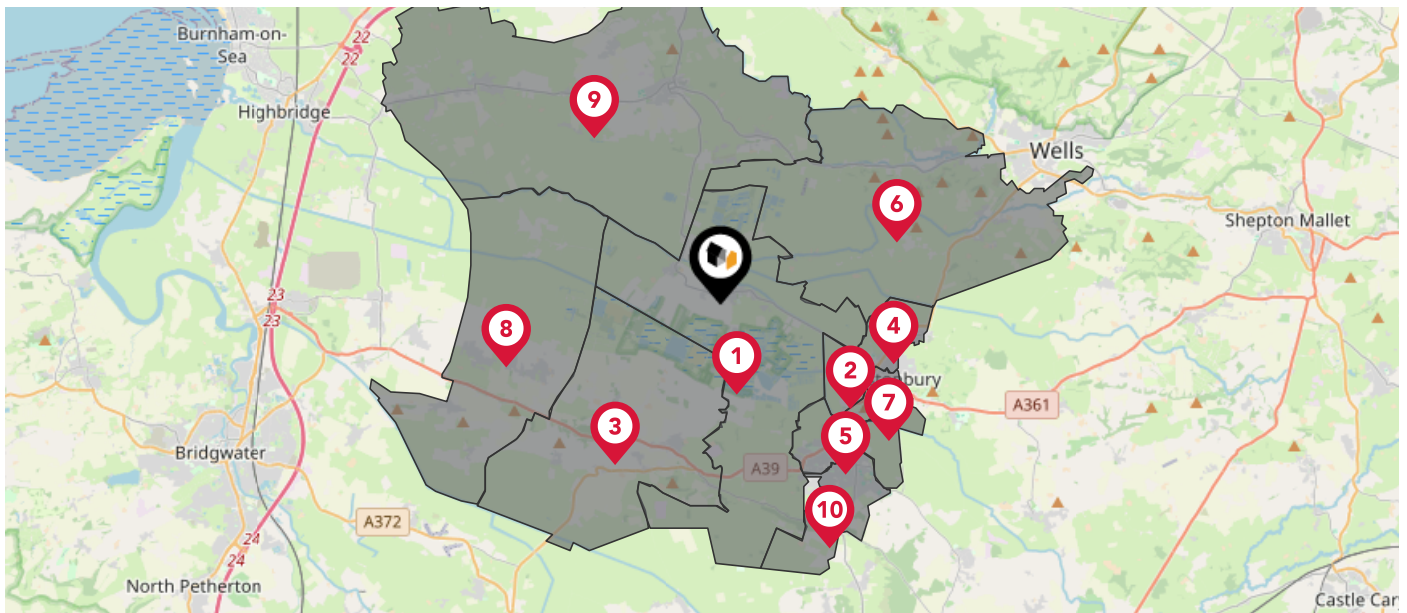 Burnham-on-
Sea
22
22
9
Highbridge
Wells
6
Shepton Mallet
23
23
8
4
1
2
A361
7
3
5
Bridgwater
A39
10
A372
24
24
North Petherton
Castle Car